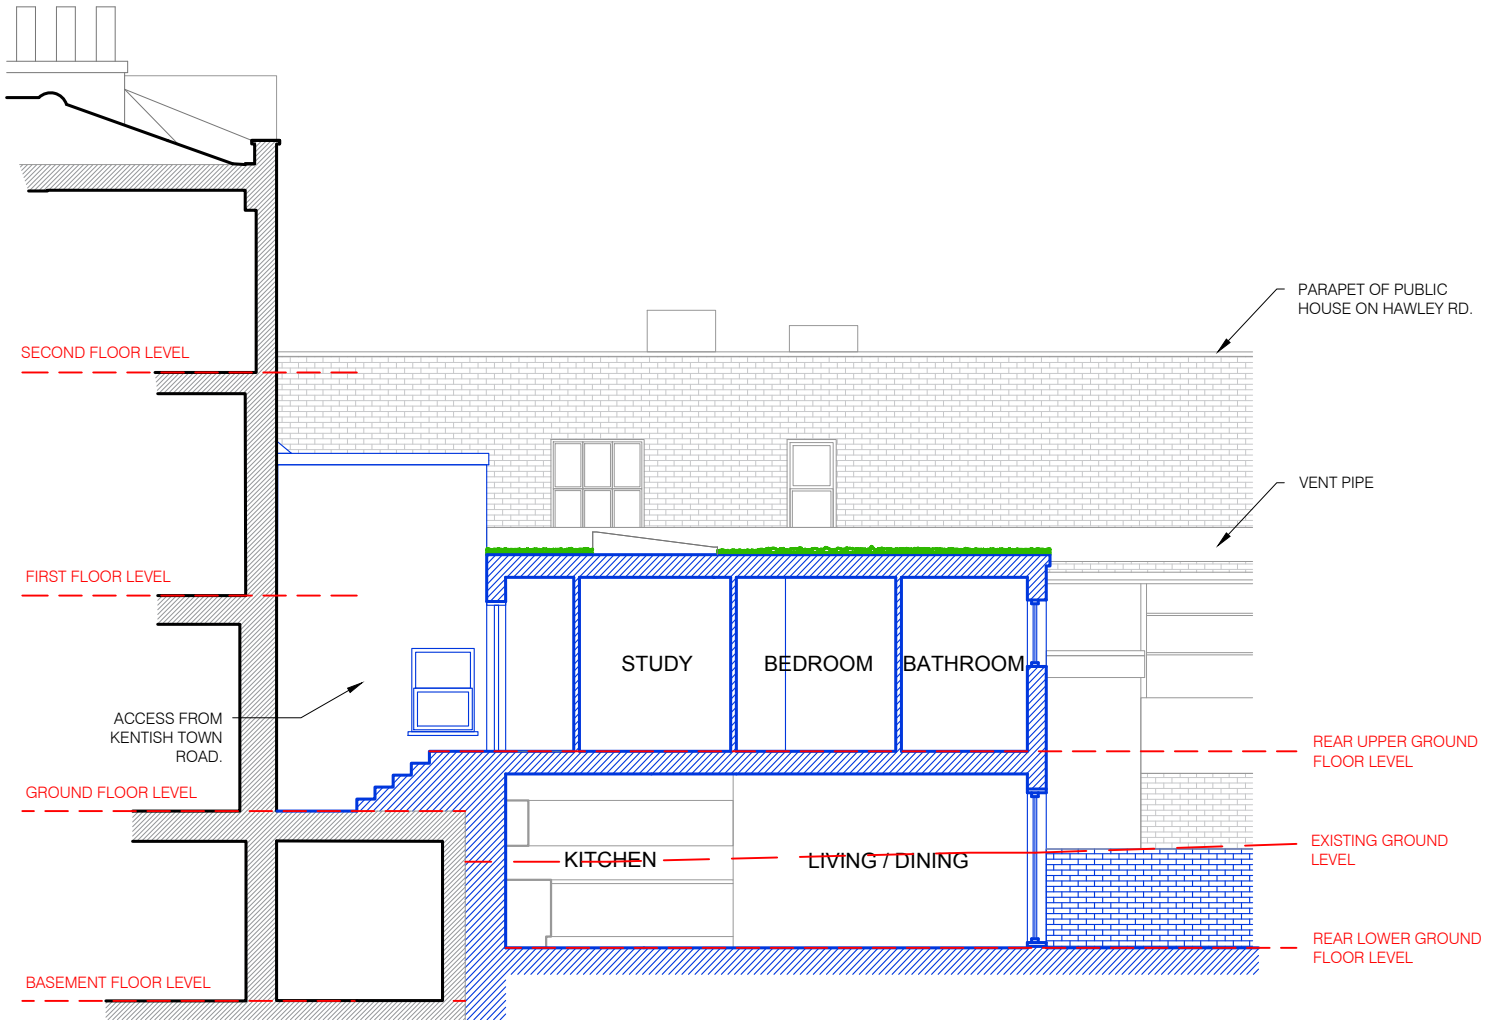 PARAPET OF PUBLIC
HOUSE ON HAWLEY RD.
SECOND FLOOR LEVEL
VENT PIPE
FIRST FLOOR LEVEL
STUDY
BEDROOM
BATHROOM
ACCESS FROM
KENTISH TOWN
ROAD.
REAR UPPER GROUND
FLOOR LEVEL
GROUND FLOOR LEVEL
EXISTING GROUND
LEVEL
KITCHEN
LIVING / DINING
REAR LOWER GROUND
FLOOR LEVEL
BASEMENT FLOOR LEVEL